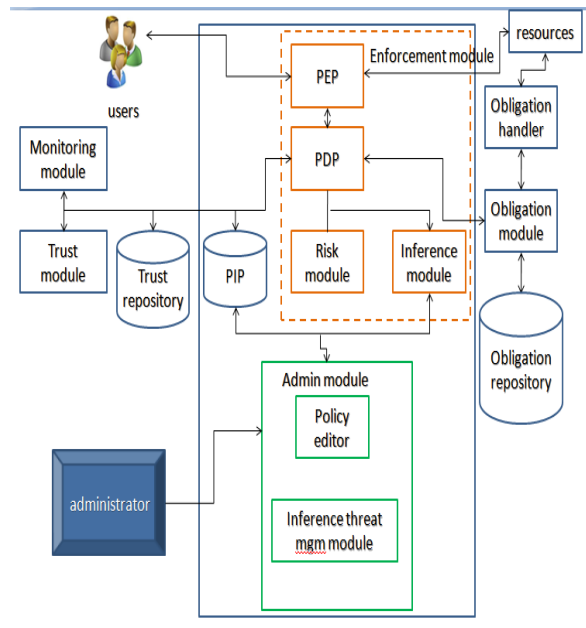 resources
Enforcement module
PEP
users
Obligation
handler
Monitoring
module
PDP
Obligation
module
Trust
module
Trust
repository
PIP
Risk
module
Inference
module
Obligation
repository
Admin module
Policy
editor
administrator
Inference threat
mgm module